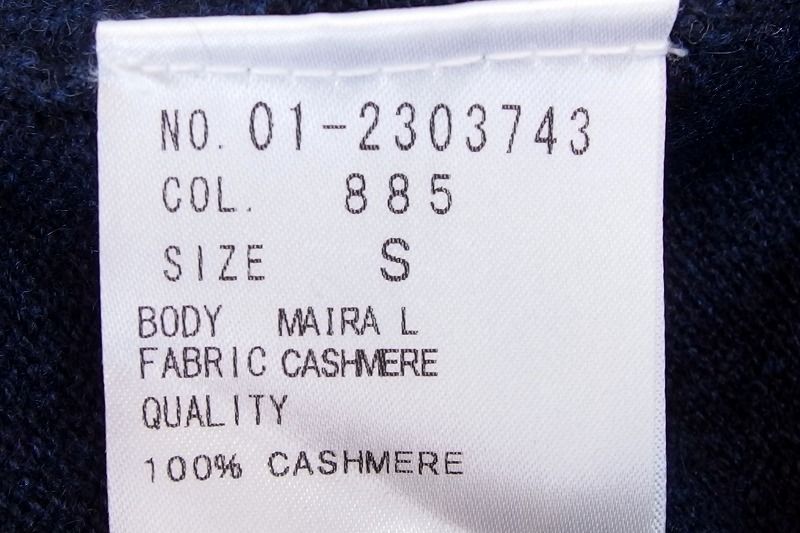 NO. 01-2303743
COL. 885
SIZE S
BODY MAIRA L
FABRIC CASHMERE
QUALITY
100% CASHMERE